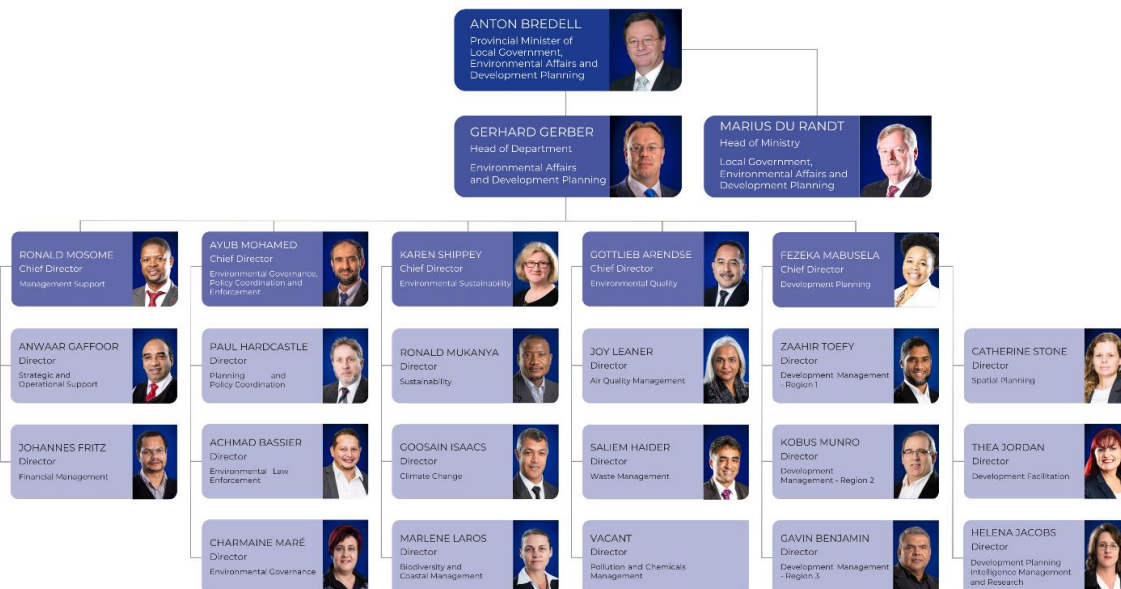 ANTON BREDELL
Provincial Minister of
Local Government,
Environmental Affairs and
Development Planning
GERHARD GERBER
Head of Department
Environmental Affairs
and Development Planning
MARIUS DU RANDT
Head of Ministry
Local Government,
Environmental Affairs and
Development Planning
RONALD MOSOME
Chief Director
Management Support
AYUB MOHAMED
Chief Director
Environmental Governance,
Policy Coordination and
Enforcement
KAREN SHIPPEY
Chief Director
Environmental Sustainability
GOTTLIEB ARENDSE
Chief Director
Environmental Quality
FEZEKA MABUSELA
Chief Director
Development Planning
ANWAAR GAFFOOR
Director
Strategic and
Operational Support
PAUL HARDCASTLE
Director
Planning and
Policy Coordination
RONALD MUKANYA
Director
Sustainability
JOY LEANER
Director
Air Quality Management
ZAAHIR TOEFY
Director
Development Management
- Region 1
CATHERINE STONE
Director
Spatial Planning
JOHANNES FRITZ
Director
Financial Management
ACHMAD BASSIER
Director
Environmental Law
Enforcement
GOOSAIN ISAACS
Director
Climate Change
SALIEM HAIDER
Director
Waste Management
KOBUS MUNRO
Director
Development
Management - Region 2
THEA JORDAN
Director
Development Facilitation
CHARMAINE MARÉ
Director
Environmental Governance
MARLENE LAROS
Director
Biodiversity and
Coastal Management
VACANT
Director
Pollution and Chemicals
Management
GAVIN BENJAMIN
Director
Development Management
- Region 3
HELENA JACOBS
Director
Development Planning
Intelligence Management
and Research